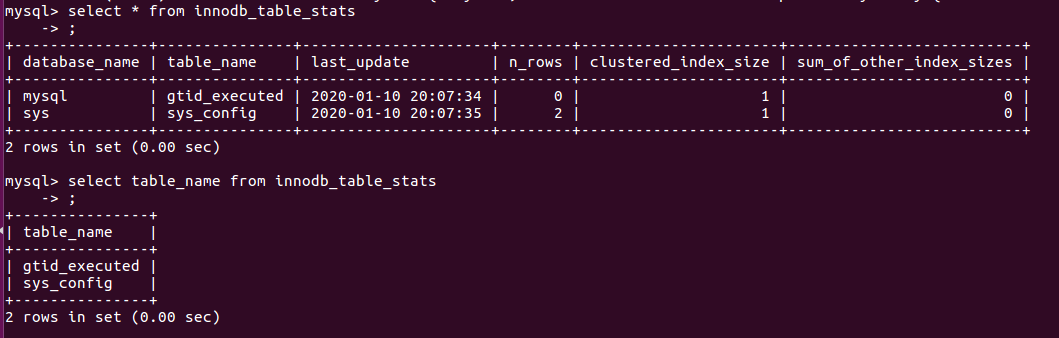 mysql> select * from innodb_table_stats
    -> ;
+---------------+---------------+---------------------+--------+----------------------+--------------------------+
| database_name | table_name    | last_update         | n_rows | clustered_index_size | sum_of_other_index_sizes |
+---------------+---------------+---------------------+--------+----------------------+--------------------------+
| mysql         | gtid_executed | 2020-01-10 20:07:34 |      0 |                    1 |                        0 |
| sys           | sys_config    | 2020-01-10 20:07:35 |      2 |                    1 |                        0 |
+---------------+---------------+---------------------+--------+----------------------+--------------------------+
2 rows in set (0.00 sec)
mysql> select table_name from innodb_table_stats
    -> ;
+---------------+
| table_name    |
+---------------+
| gtid_executed |
| sys_config    |
+---------------+
2 rows in set (0.00 sec)